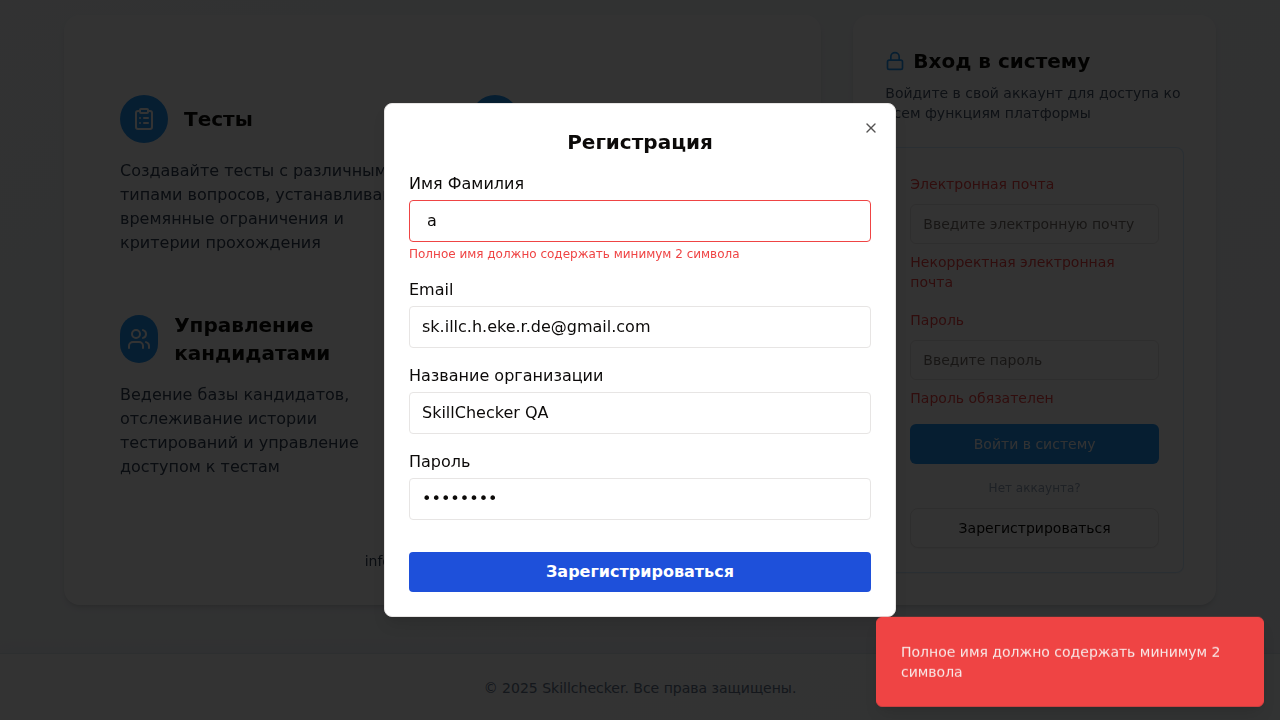 Тесты
Создавайте тесты с различным
типами вопросов, устанавлива
времянные ограничения и
критерии прохождения
Управление
кандидатами
Ведение базы кандидатов,
отслеживание истории
тестирований и управление
доступом к тестам
Регистрация
Имя Фамилия
a
Полное имя должно содержать минимум 2 символа
Email
sk.illc.h.eke.r.de@gmail.com
Название организации
SkillChecker QA
Пароль
••••••••
Зарегистрироваться
Вход в систему
Войдите в свой аккаунт для доступа ко
всем функциям платформы
Электронная почта
Введите электронную почту
Некорректная электронная
почта
Пароль
Введите пароль
Пароль обязателен
Войти в систему
Нет аккаунта?
Зарегистрироваться
Полное имя должно содержать минимум 2
символа
© 2025 Skillchecker. Все права защищены.